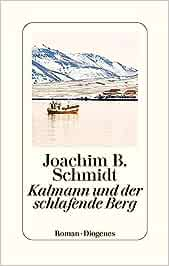 Joachim B.
Schmidt
Kalmann und der
schlafende Berg
Roman · Diogenes